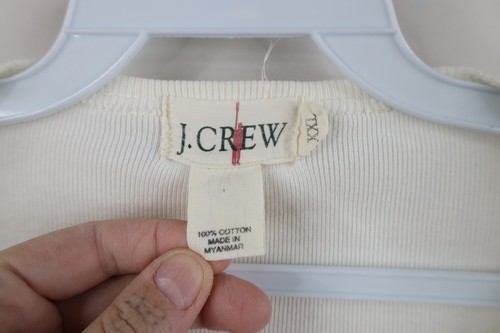 J.CREW
XXL
100% COTTON
MADE IN
MYANMAR